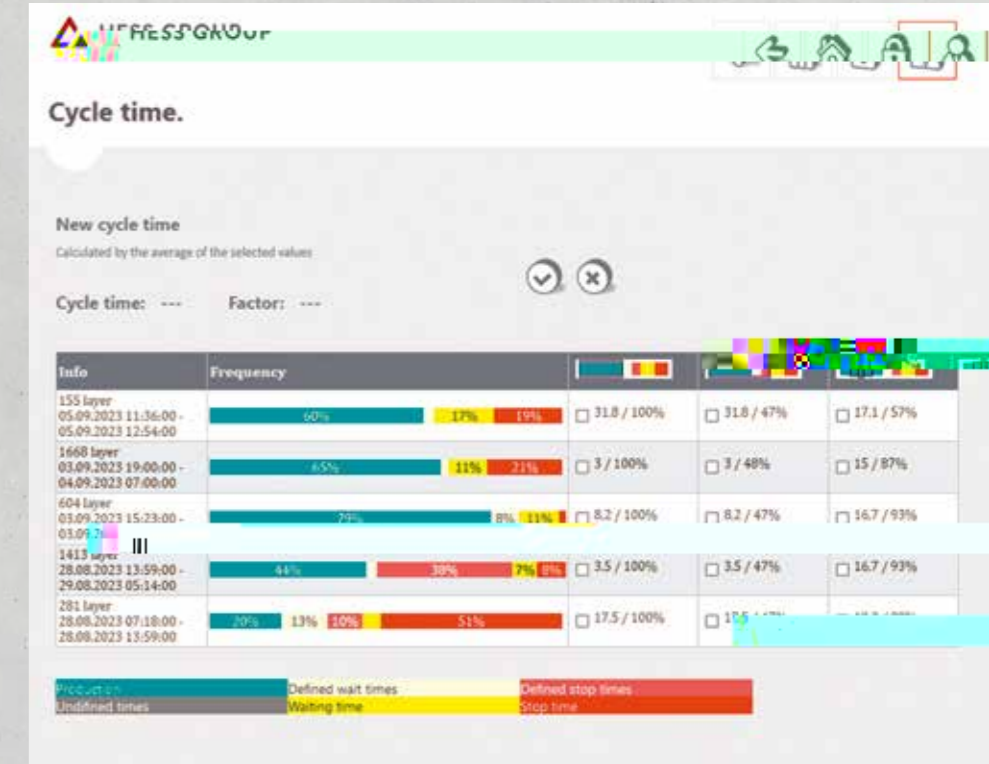 Cycle time.
New cycle time
Calculated by the average of the selected values
Cycle time: --- Factor: ---
Info Frequency
155 layer
05.09.2023 11:36:00 -
05.09.2023 12:54:00
60% 17% 19% 31.8 / 100% 31.8 / 47% 17.1 / 57%
1668 layer
03.09.2023 19:00:00 -
04.09.2023 07:00:00
65% 11% 21% 3 / 100% 3 / 48% 15 / 87%
604 layer
03.09.2023 15:23:00 -
79% 8% 11% 8.2 / 100% 8.2 / 47% 16.7 / 93%
1413 layer
28.08.2023 13:59:00 -
29.08.2023 05:14:00
44% 38% 7% 8% 3.5 / 100% 3.5 / 47% 16.7 / 93%
281 layer
28.08.2023 07:18:00 -
28.08.2023 13:59:00
20% 13% 10% 51% 17.5 / 100%
Production Defined wait times Defined stop times
Undifined times Waiting time Stop time